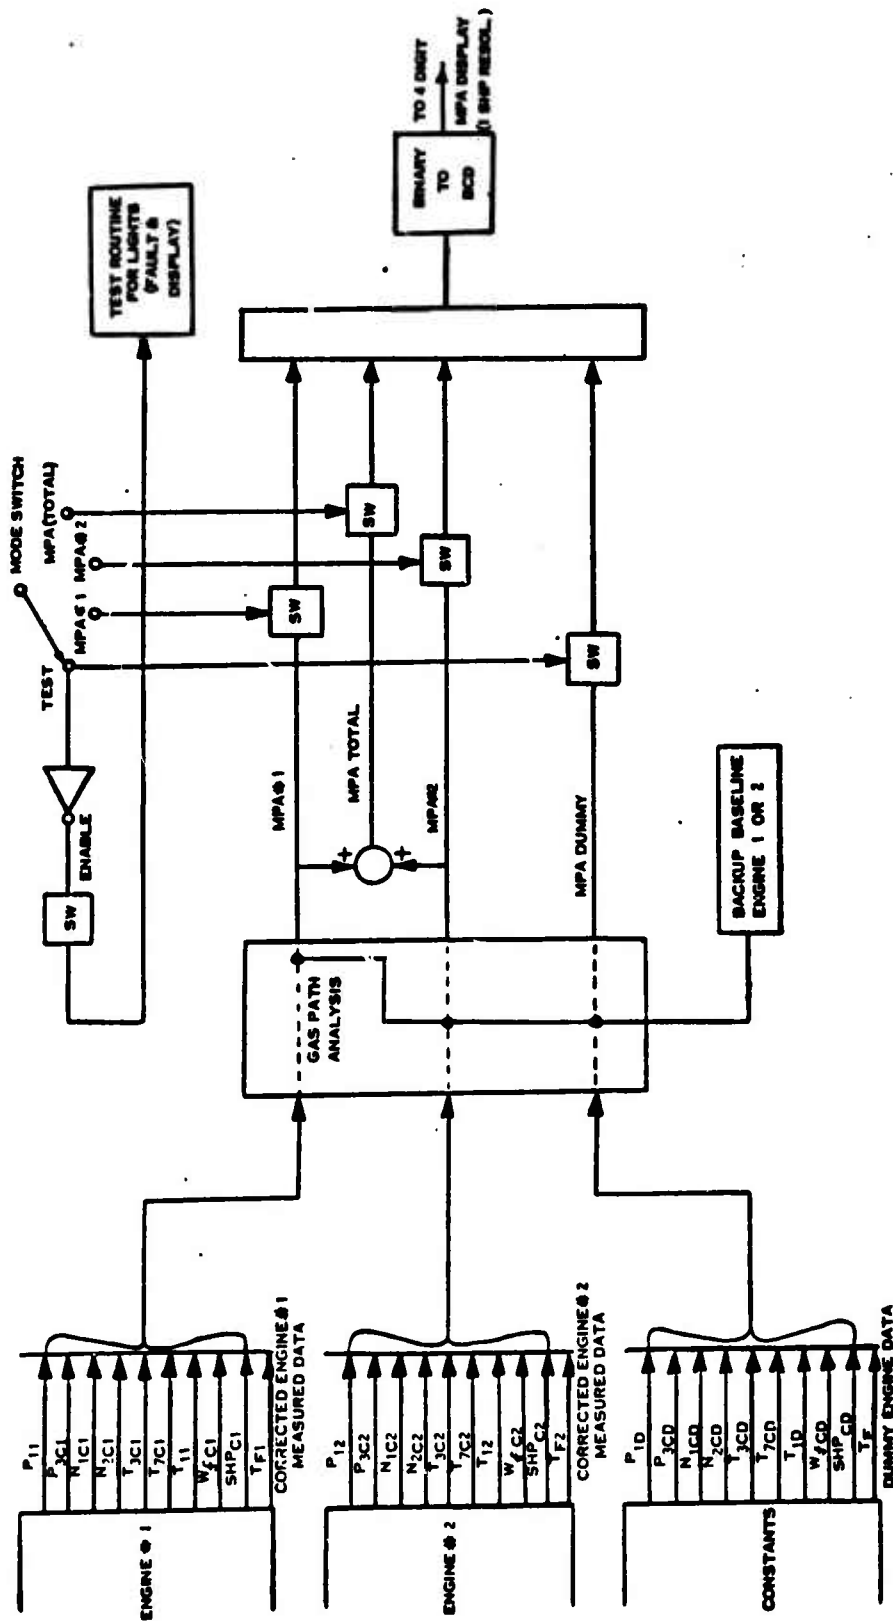 ENGINE # 1
P11
P3C1
N1C1
N2C1
T3C1
T7C1
T11
WfC1
SHPC1
TF1
CORRECTED ENGINE # 1
MEASURED DATA
ENGINE # 2
P12
P3C2
N1C2
N2C2
T3C2
T7C2
T12
WfC2
SHPC2
TF2
CORRECTED ENGINE # 2
MEASURED DATA
CONSTANTS
P1D
P3CD
N1CD
N2CD
T3CD
T7CD
T1D
WfCD
SHPCD
TF
DUMMY ENGINE DATA
GAS PATH
ANALYSIS
BACKUP BASELINE
ENGINE 1 OR 2
MPA # 1
MPA TOTAL
MPA#2
MPA DUMMY
+
+
SW
ENABLE
TEST
MODE SWITCH
MPA # 1
MPA # 2
MPA(TOTAL)
SW
SW
SW
SW
TEST ROUTINE
FOR LIGHTS
(FAULT &
DISPLAY)
BINARY
TO
BCD
TO 4 DIGIT
MPA DISPLAY
(1 SHP RESOL.)